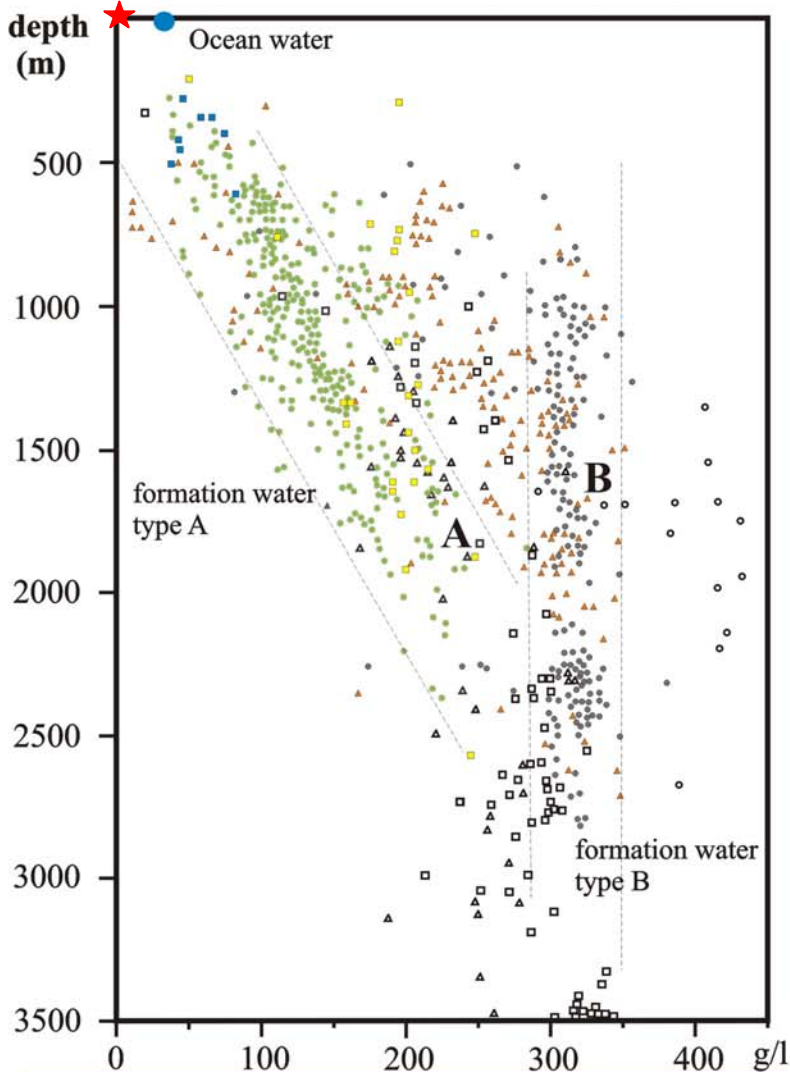 depth
(m)
Ocean water
500
1000
1500
2000
2500
3000
3500
formation water
type A
A
B
formation water
type B
0
100
200
300
400
g/l